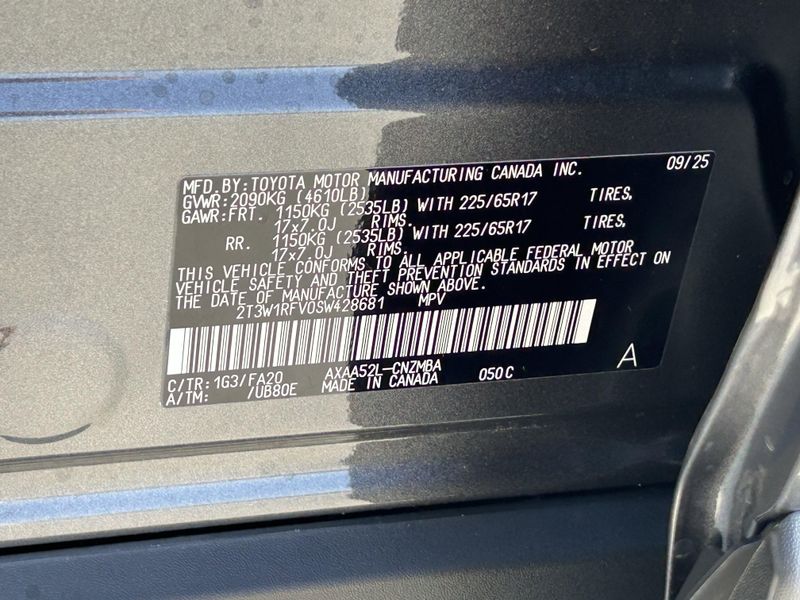 MFD.BY:TOYOTA MOTOR MANUFACTURING CANADA INC. 09/25
GVWR:2090KG (4610LB)
GAWR:FRT. 1150KG (2535LB) WITH 225/65R17 TIRES,
17x7.0J RIMS.
RR. 1150KG (2535LB) WITH 225/65R17 TIRES,
17x7.0J RIMS.
THIS VEHICLE CONFORMS TO ALL APPLICABLE FEDERAL MOTOR
VEHICLE SAFETY AND THEFT PREVENTION STANDARDS IN EFFECT ON
THE DATE OF MANUFACTURE SHOWN ABOVE.
2T3W1RFV0SW428681 MPV
C/TR: 1G3/FA20 AXAA52L-CNZMBA 050C A
A/TM: /UB80E MADE IN CANADA